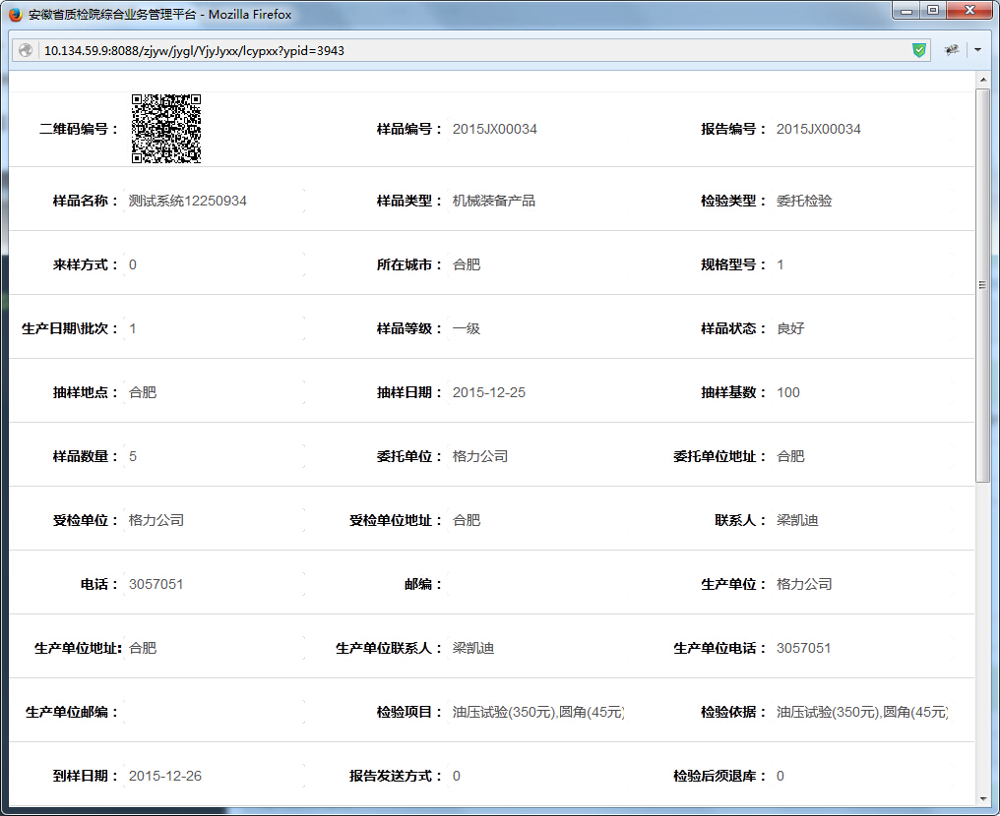 安徽省质检院综合业务管理平台 - Mozilla Firefox
10.134.59.9:8088/zjyw/jygl/YjyJyxx/lcypxx?ypid=3943
二维码编号： 样品编号： 2015JX00034 报告编号： 2015JX00034
样品名称： 测试系统12250934 样品类型： 机械装备产品 检验类型： 委托检验
来样方式： 0 所在城市： 合肥 规格型号： 1
生产日期\批次： 1 样品等级： 一级 样品状态： 良好
抽样地点： 合肥 抽样日期： 2015-12-25 抽样基数： 100
样品数量： 5 委托单位： 格力公司 委托单位地址： 合肥
受检单位： 格力公司 受检单位地址： 合肥 联系人： 梁凯迪
电话： 3057051 邮编： 生产单位： 格力公司
生产单位地址: 合肥 生产单位联系人： 梁凯迪 生产单位电话： 3057051
生产单位邮编： 检验项目： 油压试验(350元),圆角(45元) 检验依据： 油压试验(350元),圆角(45元)
到样日期： 2015-12-26 报告发送方式： 0 检验后须退库： 0